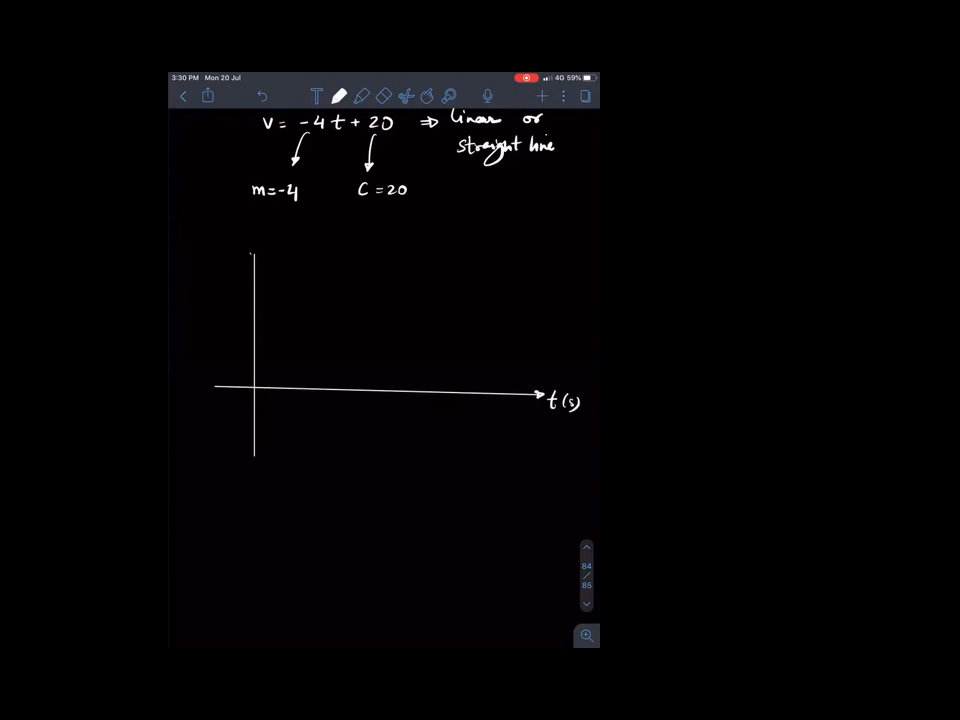 3:30 PM Mon 20 Jul 4G 59%
T
v = -4t + 20 ⇒ linear or
straight line
m=-4 C=20
t(s)
84
/
85